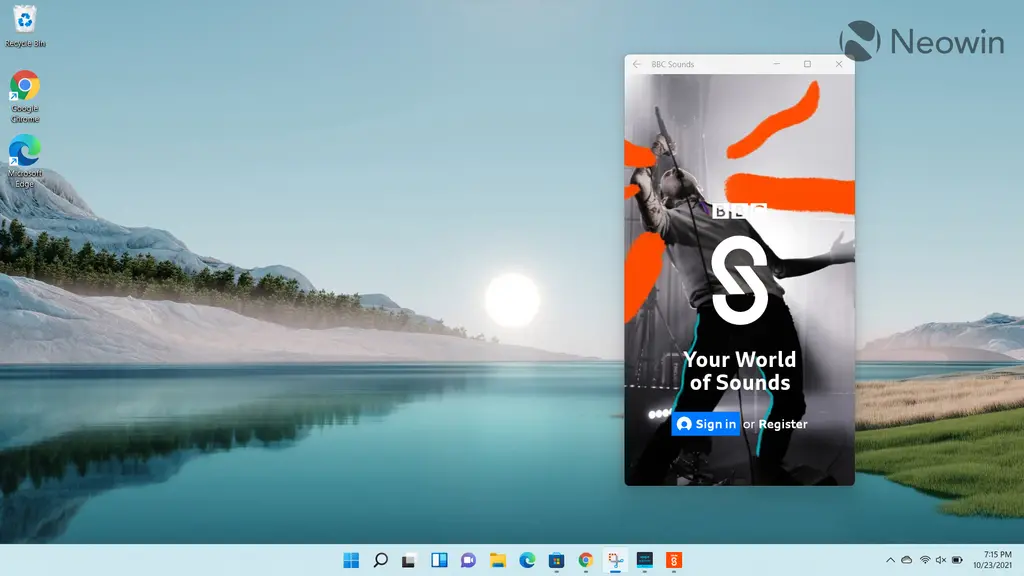 Recycle Bin
Google
Chrome
Microsoft
Edge
Neowin
BBC Sounds
BBC
Your World
of Sounds
Sign in or Register
7:15 PM
10/23/2021